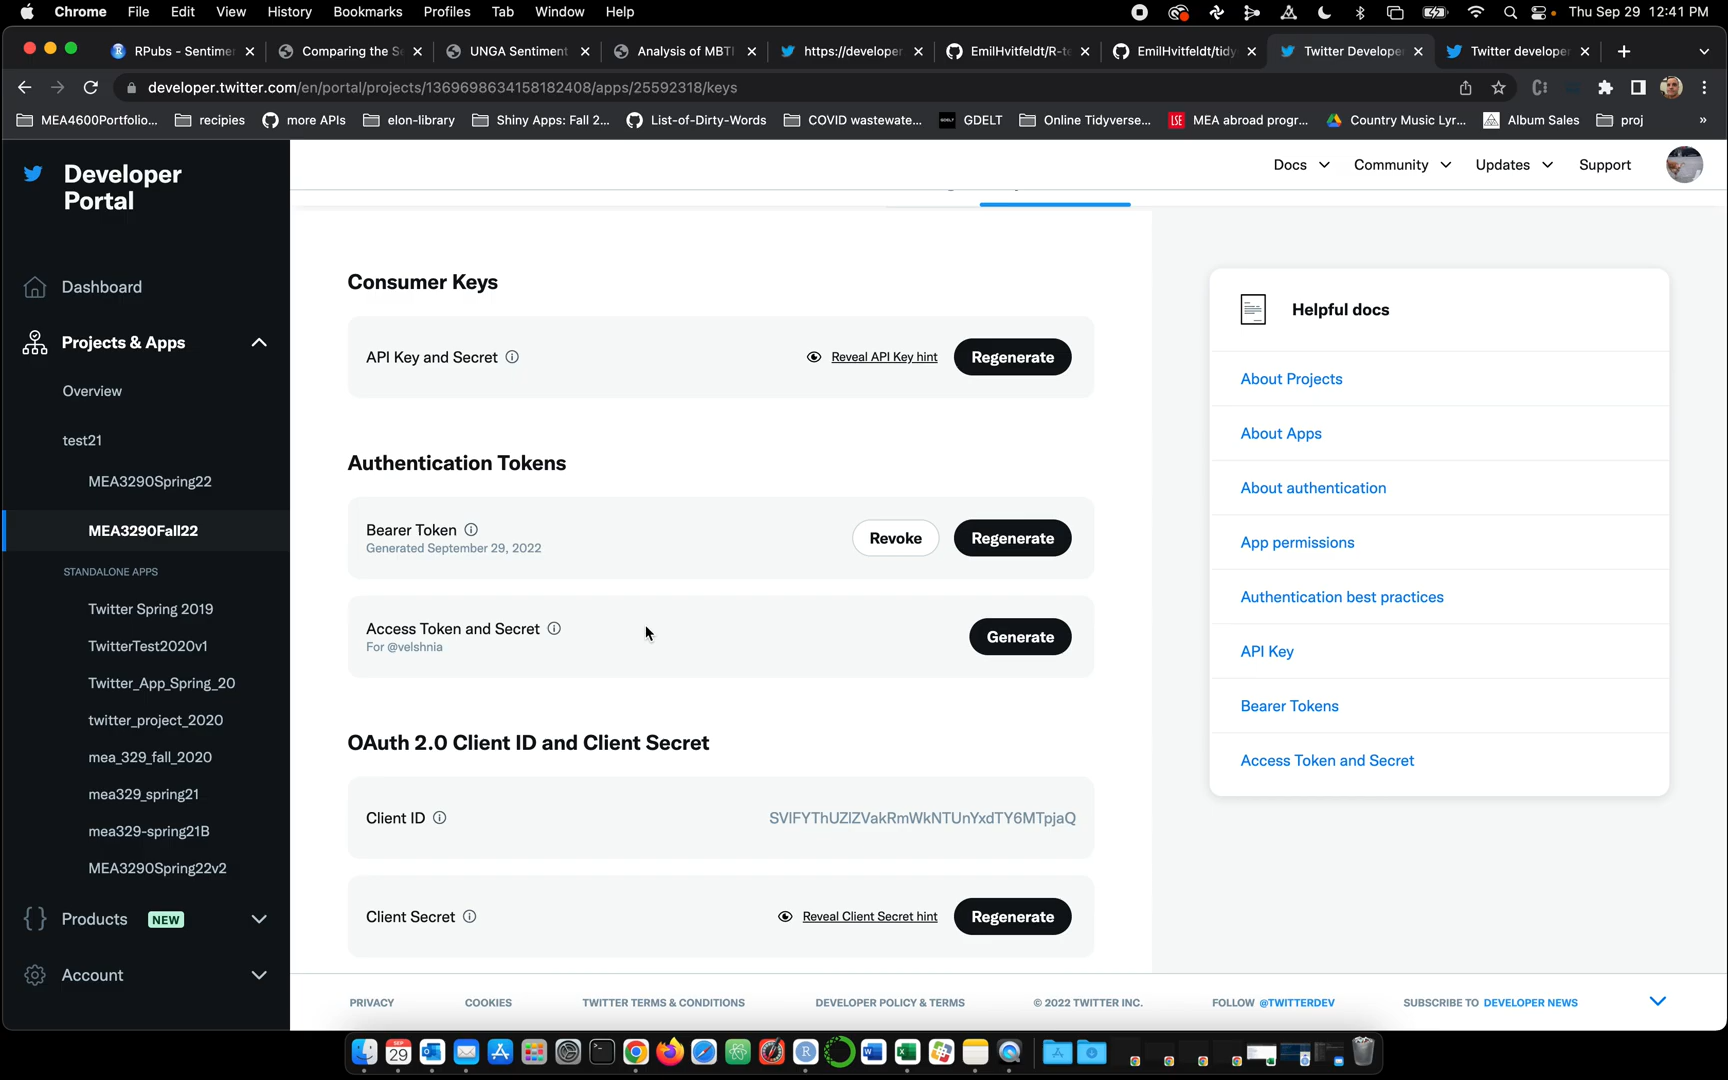 Chrome File Edit View History Bookmarks Profiles Tab Window Help Thu Sep 29 12:41 PM
RPubs - Sentime Comparing the S UNGA Sentiment Analysis of MBTI https://develope EmilHvitfeldt/R-te EmilHvitfeldt/tidy Twitter Develope Twitter develope
developer.twitter.com/en/portal/projects/1369698634158182408/apps/25592318/keys
MEA4600Portfolio... recipies more APIs elon-library Shiny Apps: Fall 2... List-of-Dirty-Words COVID wastewate... GDELT Online Tidyverse... LSE MEA abroad progr... Country Music Lyr... Album Sales proj »
Developer
Portal
Docs Community Updates Support
Dashboard
Projects & Apps
Overview
test21
MEA3290Spring22
MEA3290Fall22
STANDALONE APPS
Twitter Spring 2019
TwitterTest2020v1
Twitter_App_Spring_20
twitter_project_2020
mea_329_fall_2020
mea329_spring21
mea329-spring21B
MEA3290Spring22v2
Products NEW
Account
Consumer Keys
API Key and Secret Reveal API Key hint Regenerate
Authentication Tokens
Bearer Token Revoke Regenerate
Generated September 29, 2022
Access Token and Secret Generate
For @velshnia
OAuth 2.0 Client ID and Client Secret
Client ID SVlFYThUZlZVakRmWkNTUnYxdTY6MTpjaQ
Client Secret Reveal Client Secret hint Regenerate
Helpful docs
About Projects
About Apps
About authentication
App permissions
Authentication best practices
API Key
Bearer Tokens
Access Token and Secret
PRIVACY COOKIES TWITTER TERMS & CONDITIONS DEVELOPER POLICY & TERMS © 2022 TWITTER INC. FOLLOW @TWITTERDEV SUBSCRIBE TO DEVELOPER NEWS
SEP
29